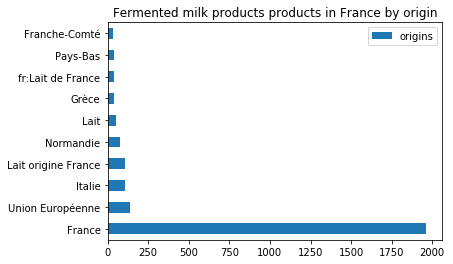 Fermented milk products products in France by origin
origins
Franche-Comté
Pays-Bas
fr:Lait de France
Grèce
Lait
Normandie
Lait origine France
Italie
Union Européenne
France
0 250 500 750 1000 1250 1500 1750 2000